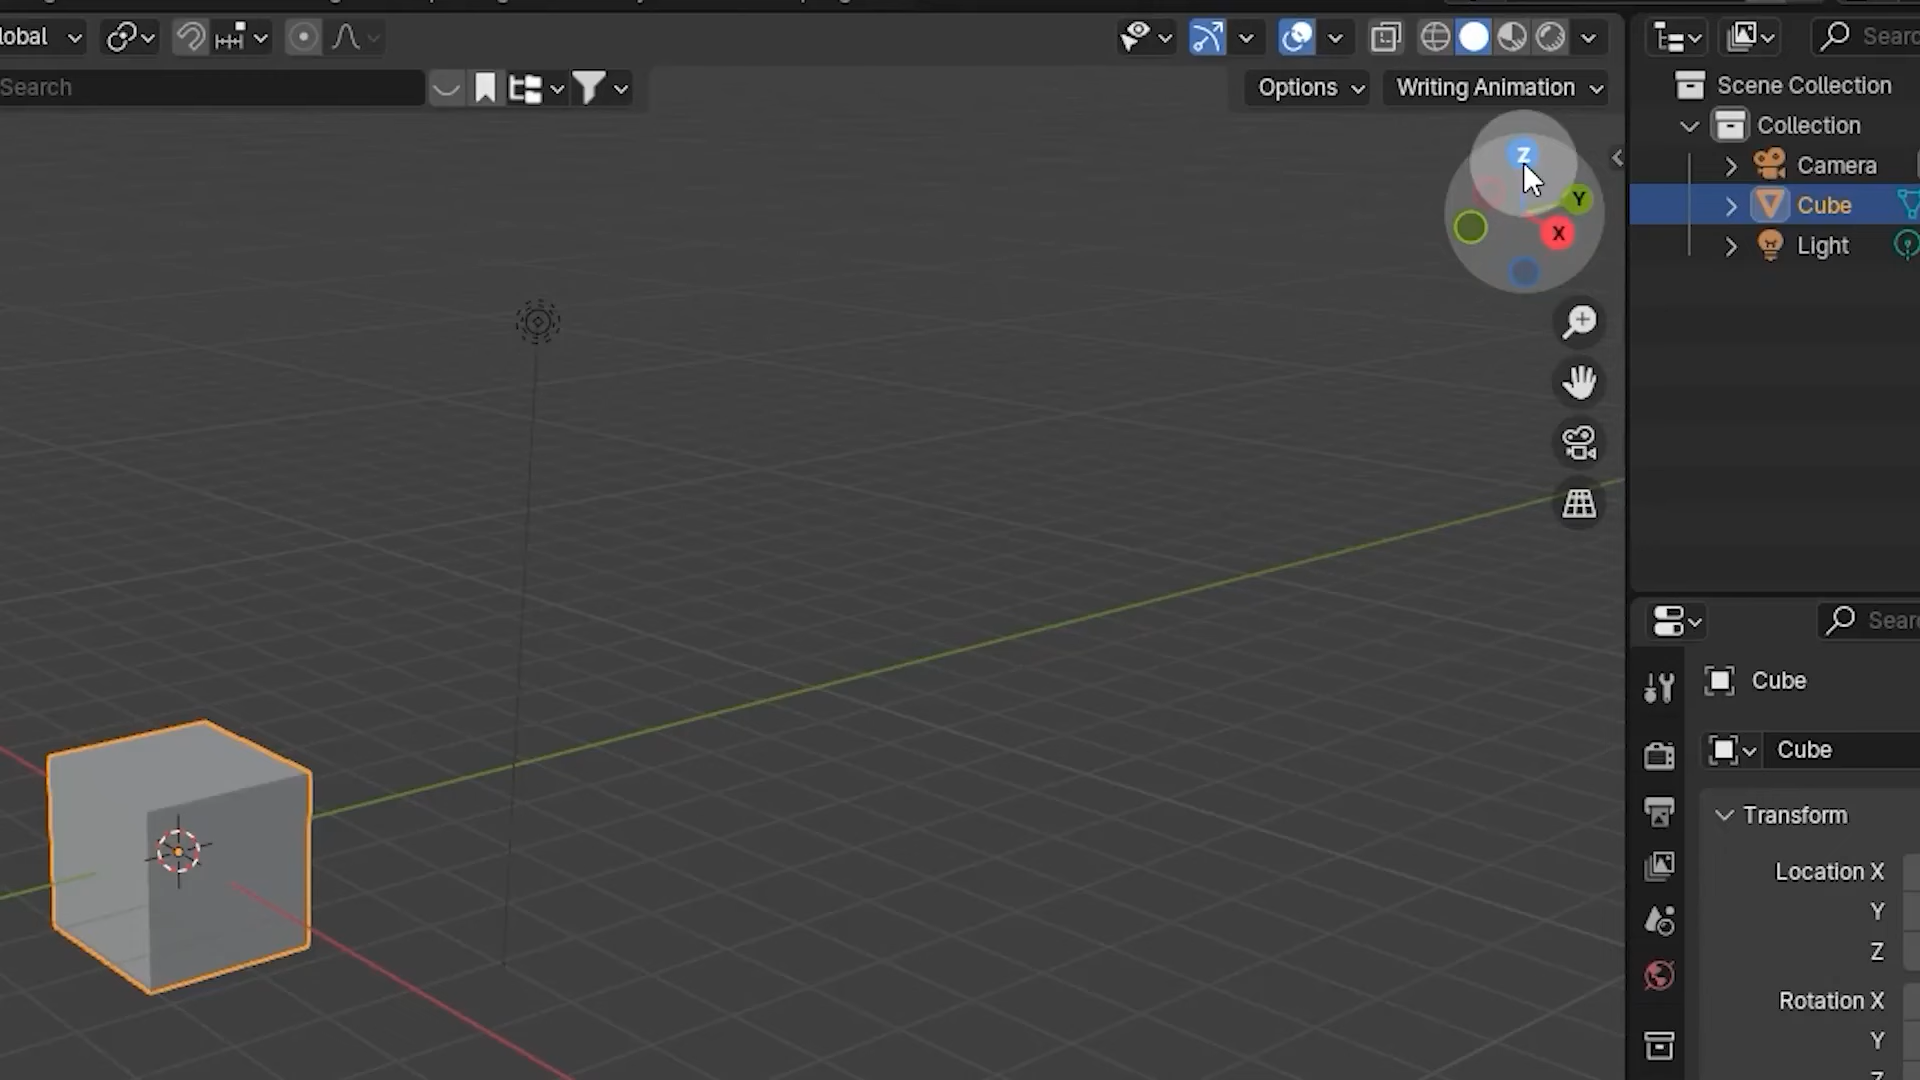 lobal
Search
Options
Writing Animation
Z
Y
X
Scene Collection
Collection
Camera
Cube
Light
Cube
Cube
Transform
Location X
Y
Z
Rotation X
Y